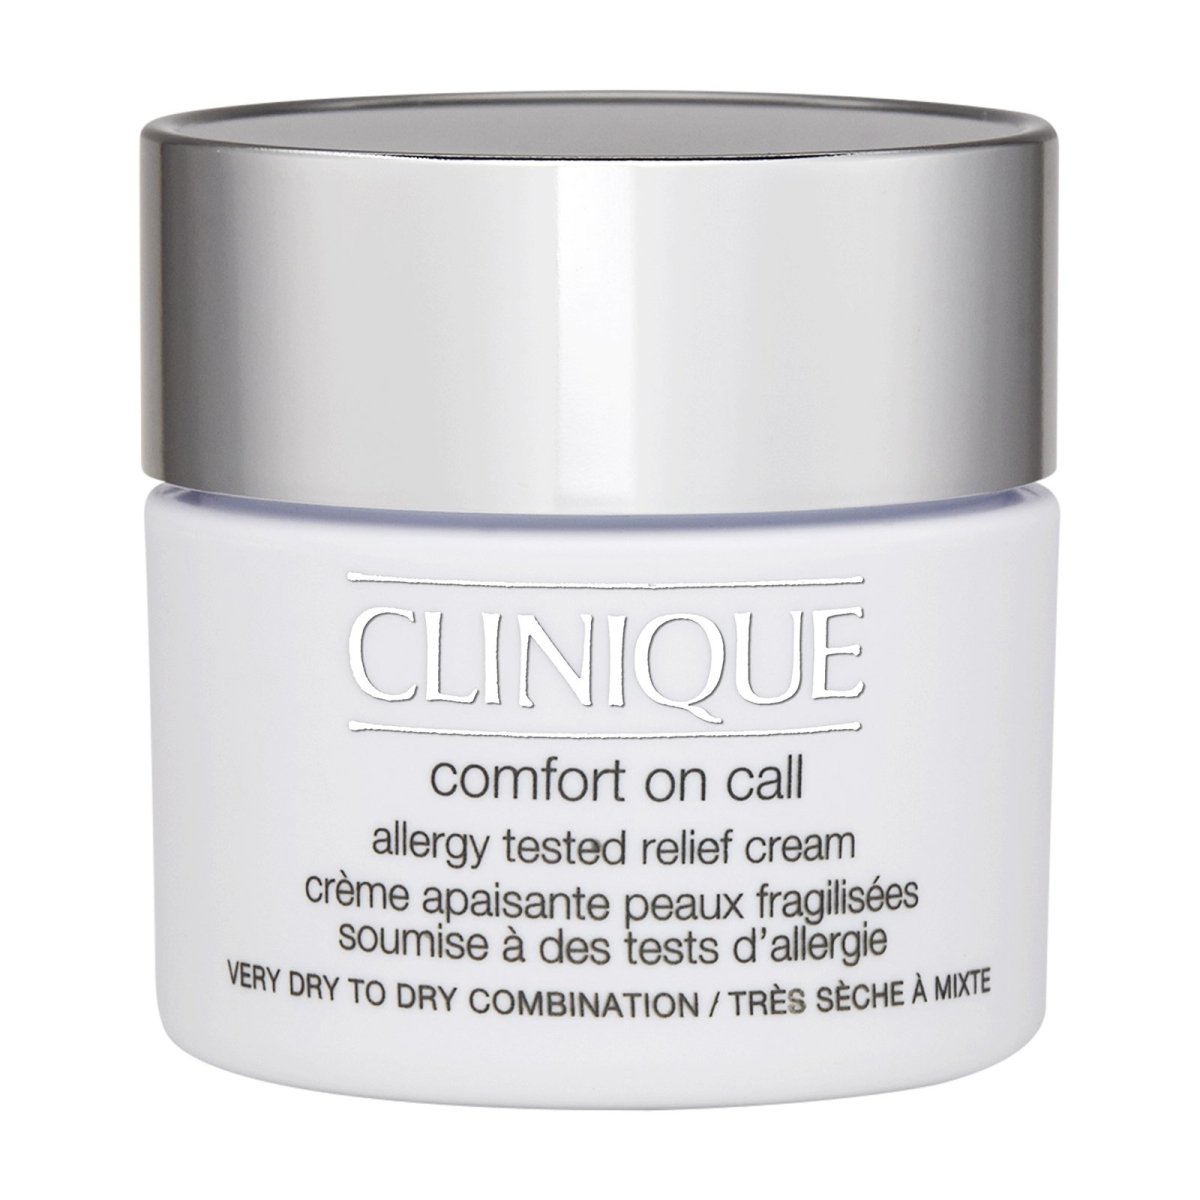 CLINIQUE
comfort on call
allergy tested relief cream
crème apaisante peaux fragilisées
soumise à des tests d'allergie
VERY DRY TO DRY COMBINATION / TRÈS SÈCHE À MIXTE